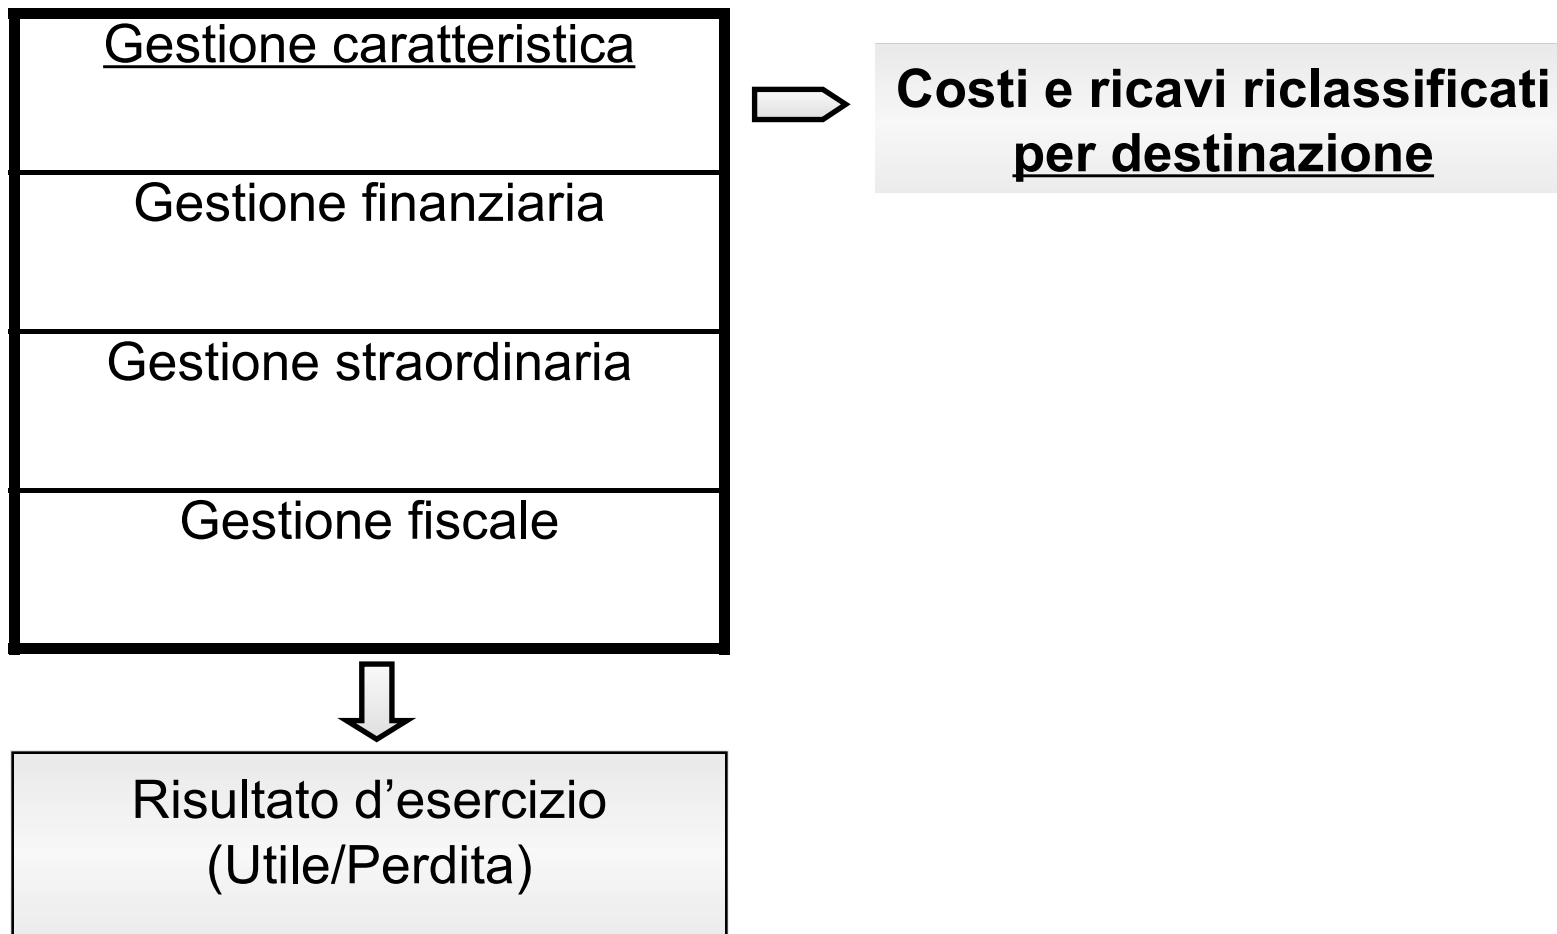 Gestione caratteristica
Costi e ricavi riclassificati
per destinazione
Gestione finanziaria
Gestione straordinaria
Gestione fiscale
Risultato d’esercizio
(Utile/Perdita)